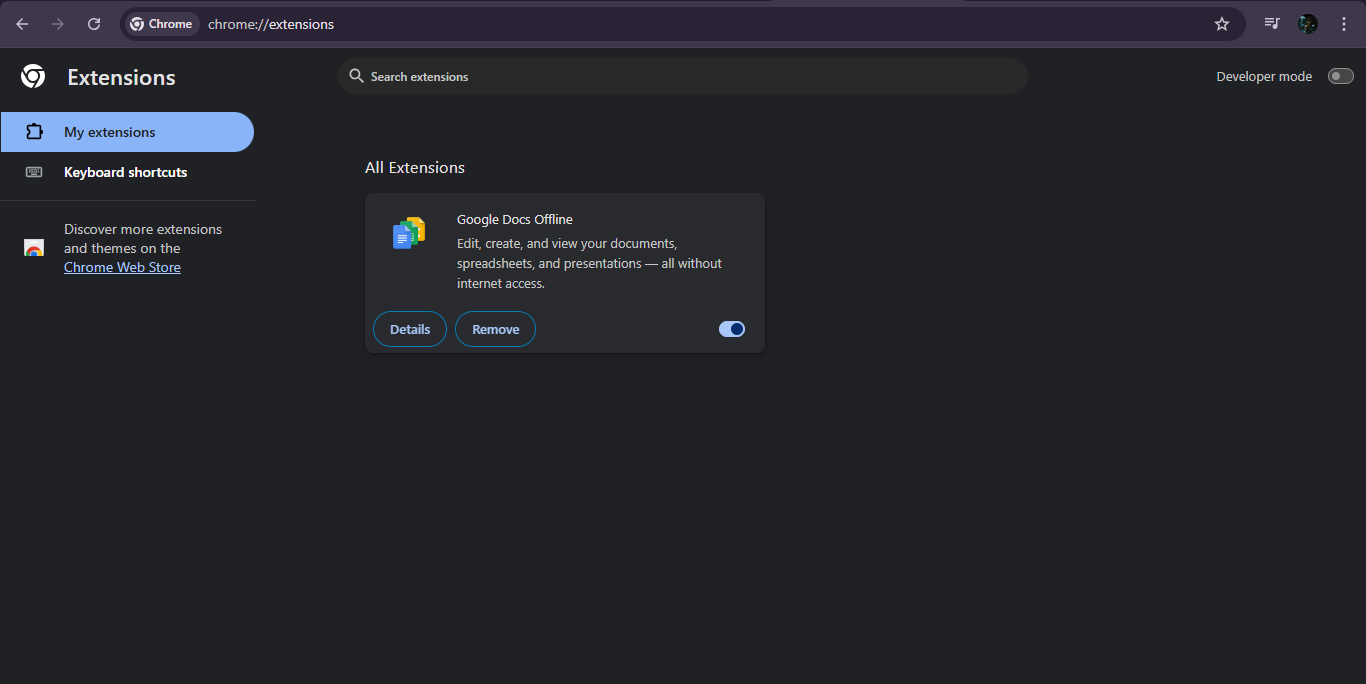 Chrome
chrome://extensions
Extensions
Search extensions
Developer mode
My extensions
Keyboard shortcuts
Discover more extensions
and themes on the
Chrome Web Store
All Extensions
Google Docs Offline
Edit, create, and view your documents,
spreadsheets, and presentations — all without
internet access.
Details
Remove